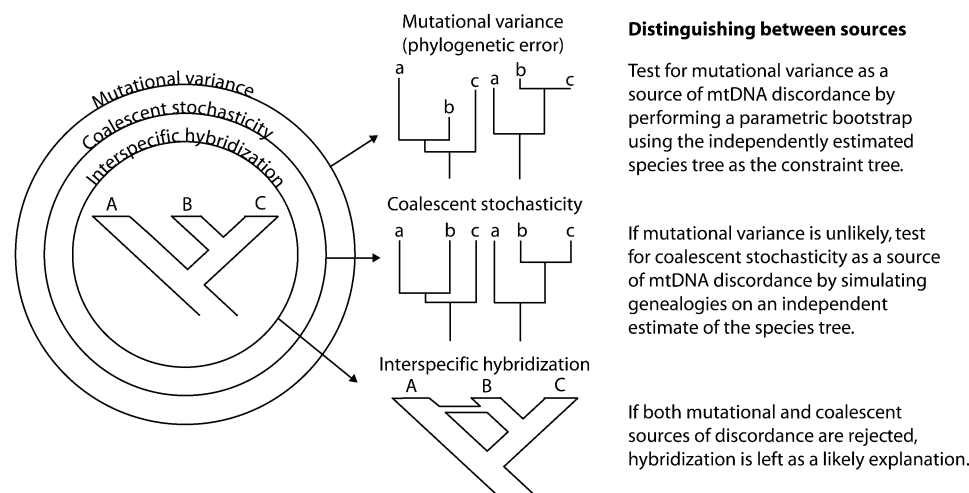 Mutational variance
Coalescent stochasticity
Interspecific hybridization
A B C
Mutational variance
(phylogenetic error)
a b c a b c
Coalescent stochasticity
a b c a b c
Interspecific hybridization
A B C
Distinguishing between sources
Test for mutational variance as a
source of mtDNA discordance by
performing a parametric bootstrap
using the independently estimated
species tree as the constraint tree.
If mutational variance is unlikely, test
for coalescent stochasticity as a source
of mtDNA discordance by simulating
genealogies on an independent
estimate of the species tree.
If both mutational and coalescent
sources of discordance are rejected,
hybridization is left as a likely explanation.